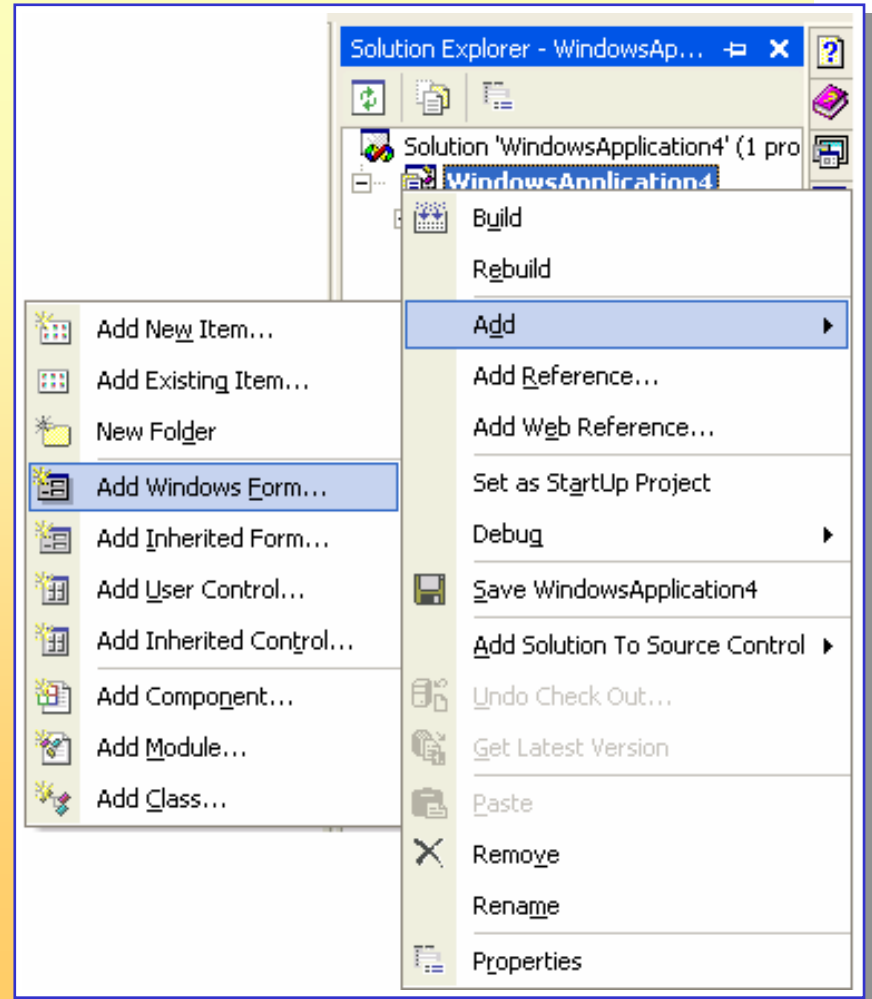 Solution Explorer - WindowsAp...
Solution 'WindowsApplication4' (1 pro
WindowsApplication4
Build
Rebuild
Add
Add Reference...
Add Web Reference...
Set as StartUp Project
Debug
Save WindowsApplication4
Add Solution To Source Control
Undo Check Out...
Get Latest Version
Paste
Remove
Rename
Properties
Add New Item...
Add Existing Item...
New Folder
Add Windows Form...
Add Inherited Form...
Add User Control...
Add Inherited Control...
Add Component...
Add Module...
Add Class...